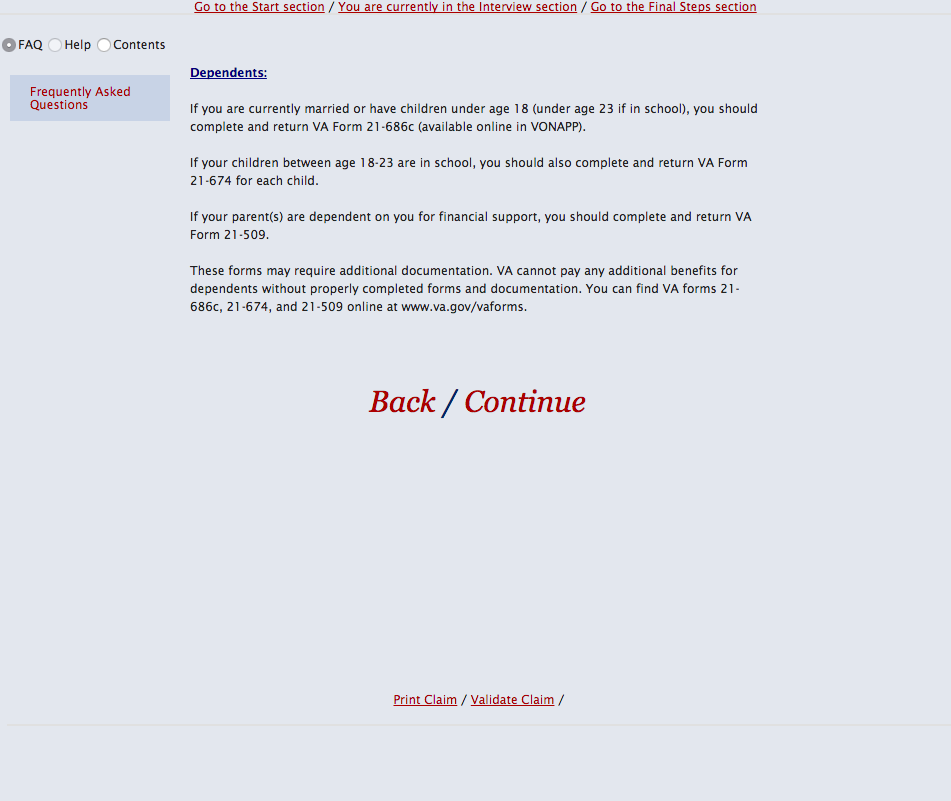 Go to the Start section / You are currently in the Interview section / Go to the Final Steps section
FAQ Help Contents
Frequently Asked
Questions
Dependents:
If you are currently married or have children under age 18 (under age 23 if in school), you should
complete and return VA Form 21-686c (available online in VONAPP).
If your children between age 18-23 are in school, you should also complete and return VA Form
21-674 for each child.
If your parent(s) are dependent on you for financial support, you should complete and return VA
Form 21-509.
These forms may require additional documentation. VA cannot pay any additional benefits for
dependents without properly completed forms and documentation. You can find VA forms 21-
686c, 21-674, and 21-509 online at www.va.gov/vaforms.
Back / Continue
Print Claim / Validate Claim /